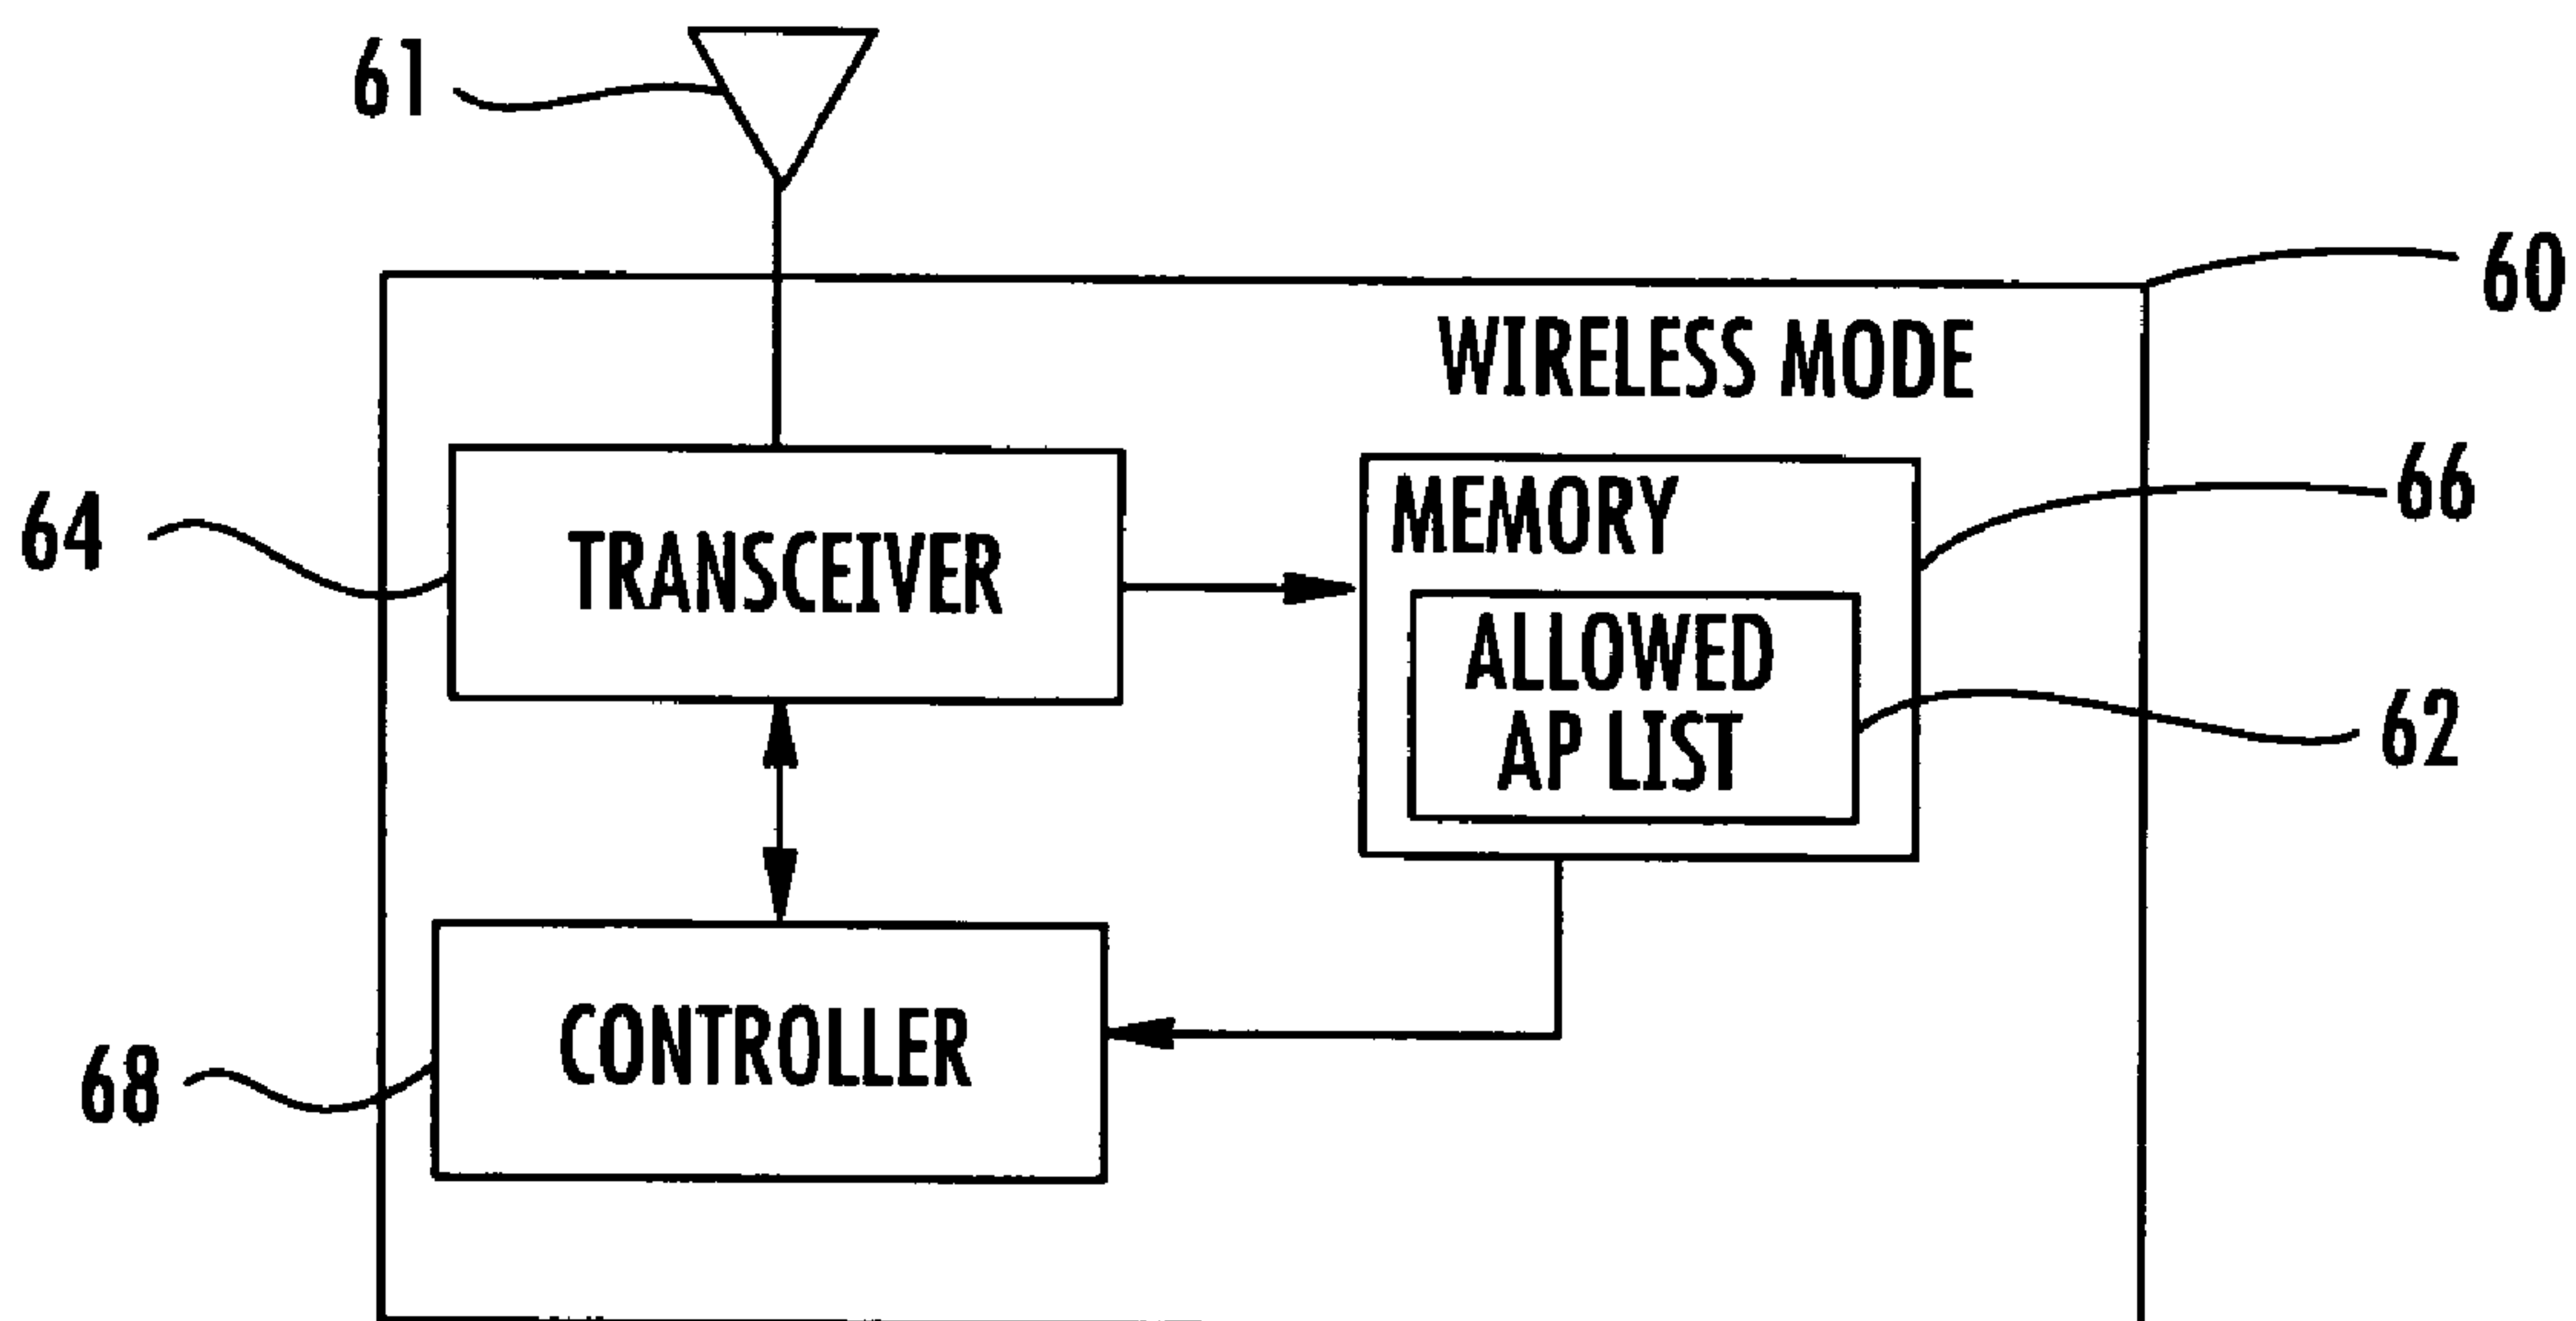 61
60
WIRELESS MODE
66
MEMORY
64
TRANSCEIVER
ALLOWED
AP LIST
62
CONTROLLER
68